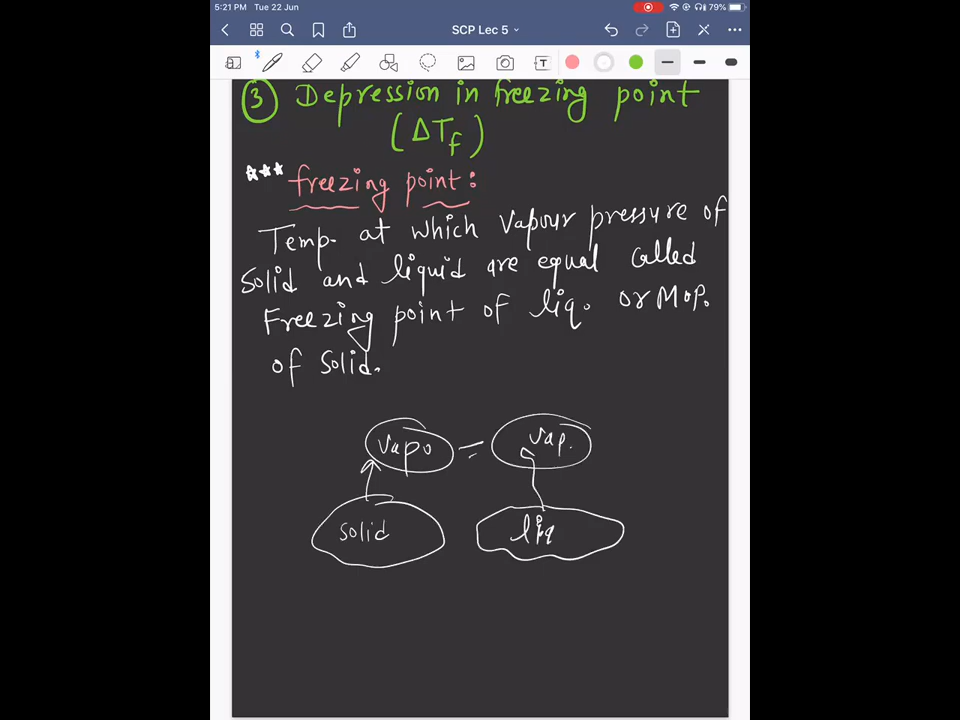 5:21 PM Tue 22 Jun
79%
SCP Lec 5
T
3 Depression in freezing point
(ΔTf)
*** freezing point:
Temp. at which Vapour pressure of
Solid and liquid are equal called
Freezing point of liq. or M.P.
of Solid.
Vapo = Vap.
Solid liq